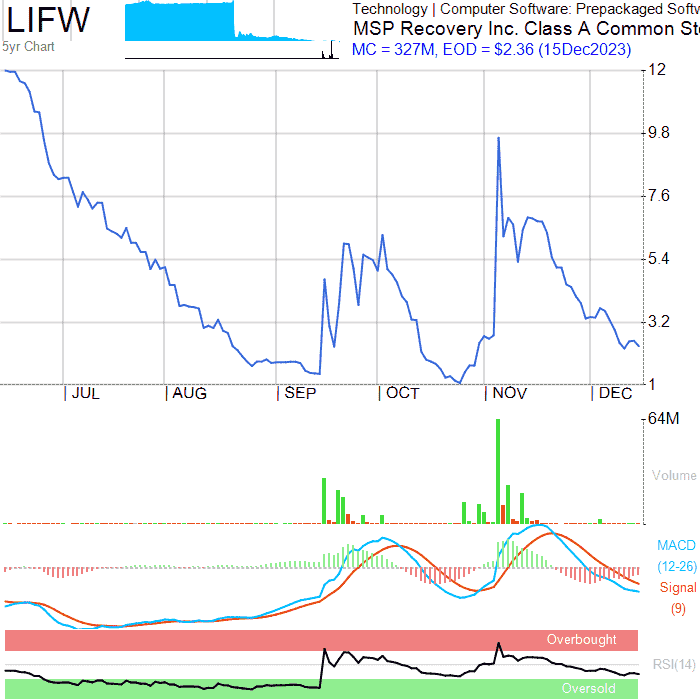 LIFW
5yr Chart
Technology | Computer Software: Prepackaged Softw
MSP Recovery Inc. Class A Common Sto
MC = 327M, EOD = $2.36 (15Dec2023)
12
9.8
7.6
5.4
3.2
1
JUL AUG SEP OCT NOV DEC
64M
Volume
MACD
(12-26)
Signal
(9)
Overbought
RSI(14)
Oversold